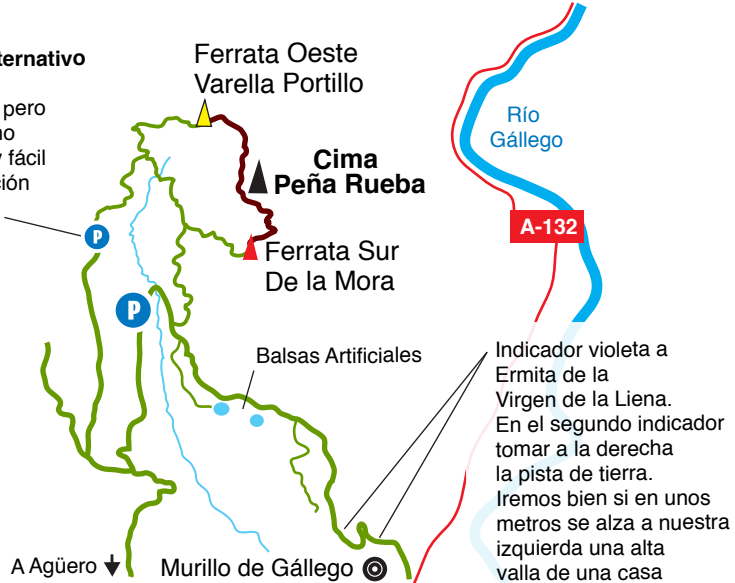 ternativo
pero
no
fácil
ción
Ferrata Oeste
Varella Portillo
Río
Gállego
Cima
Peña Rueba
A-132
P
Ferrata Sur
De la Mora
P
Balsas Artificiales
Indicador violeta a
Ermita de la
Virgen de la Liena.
En el segundo indicador
tomar a la derecha
la pista de tierra.
Iremos bien si en unos
metros se alza a nuestra
izquierda una alta
valla de una casa
A Agüero
Murillo de Gállego